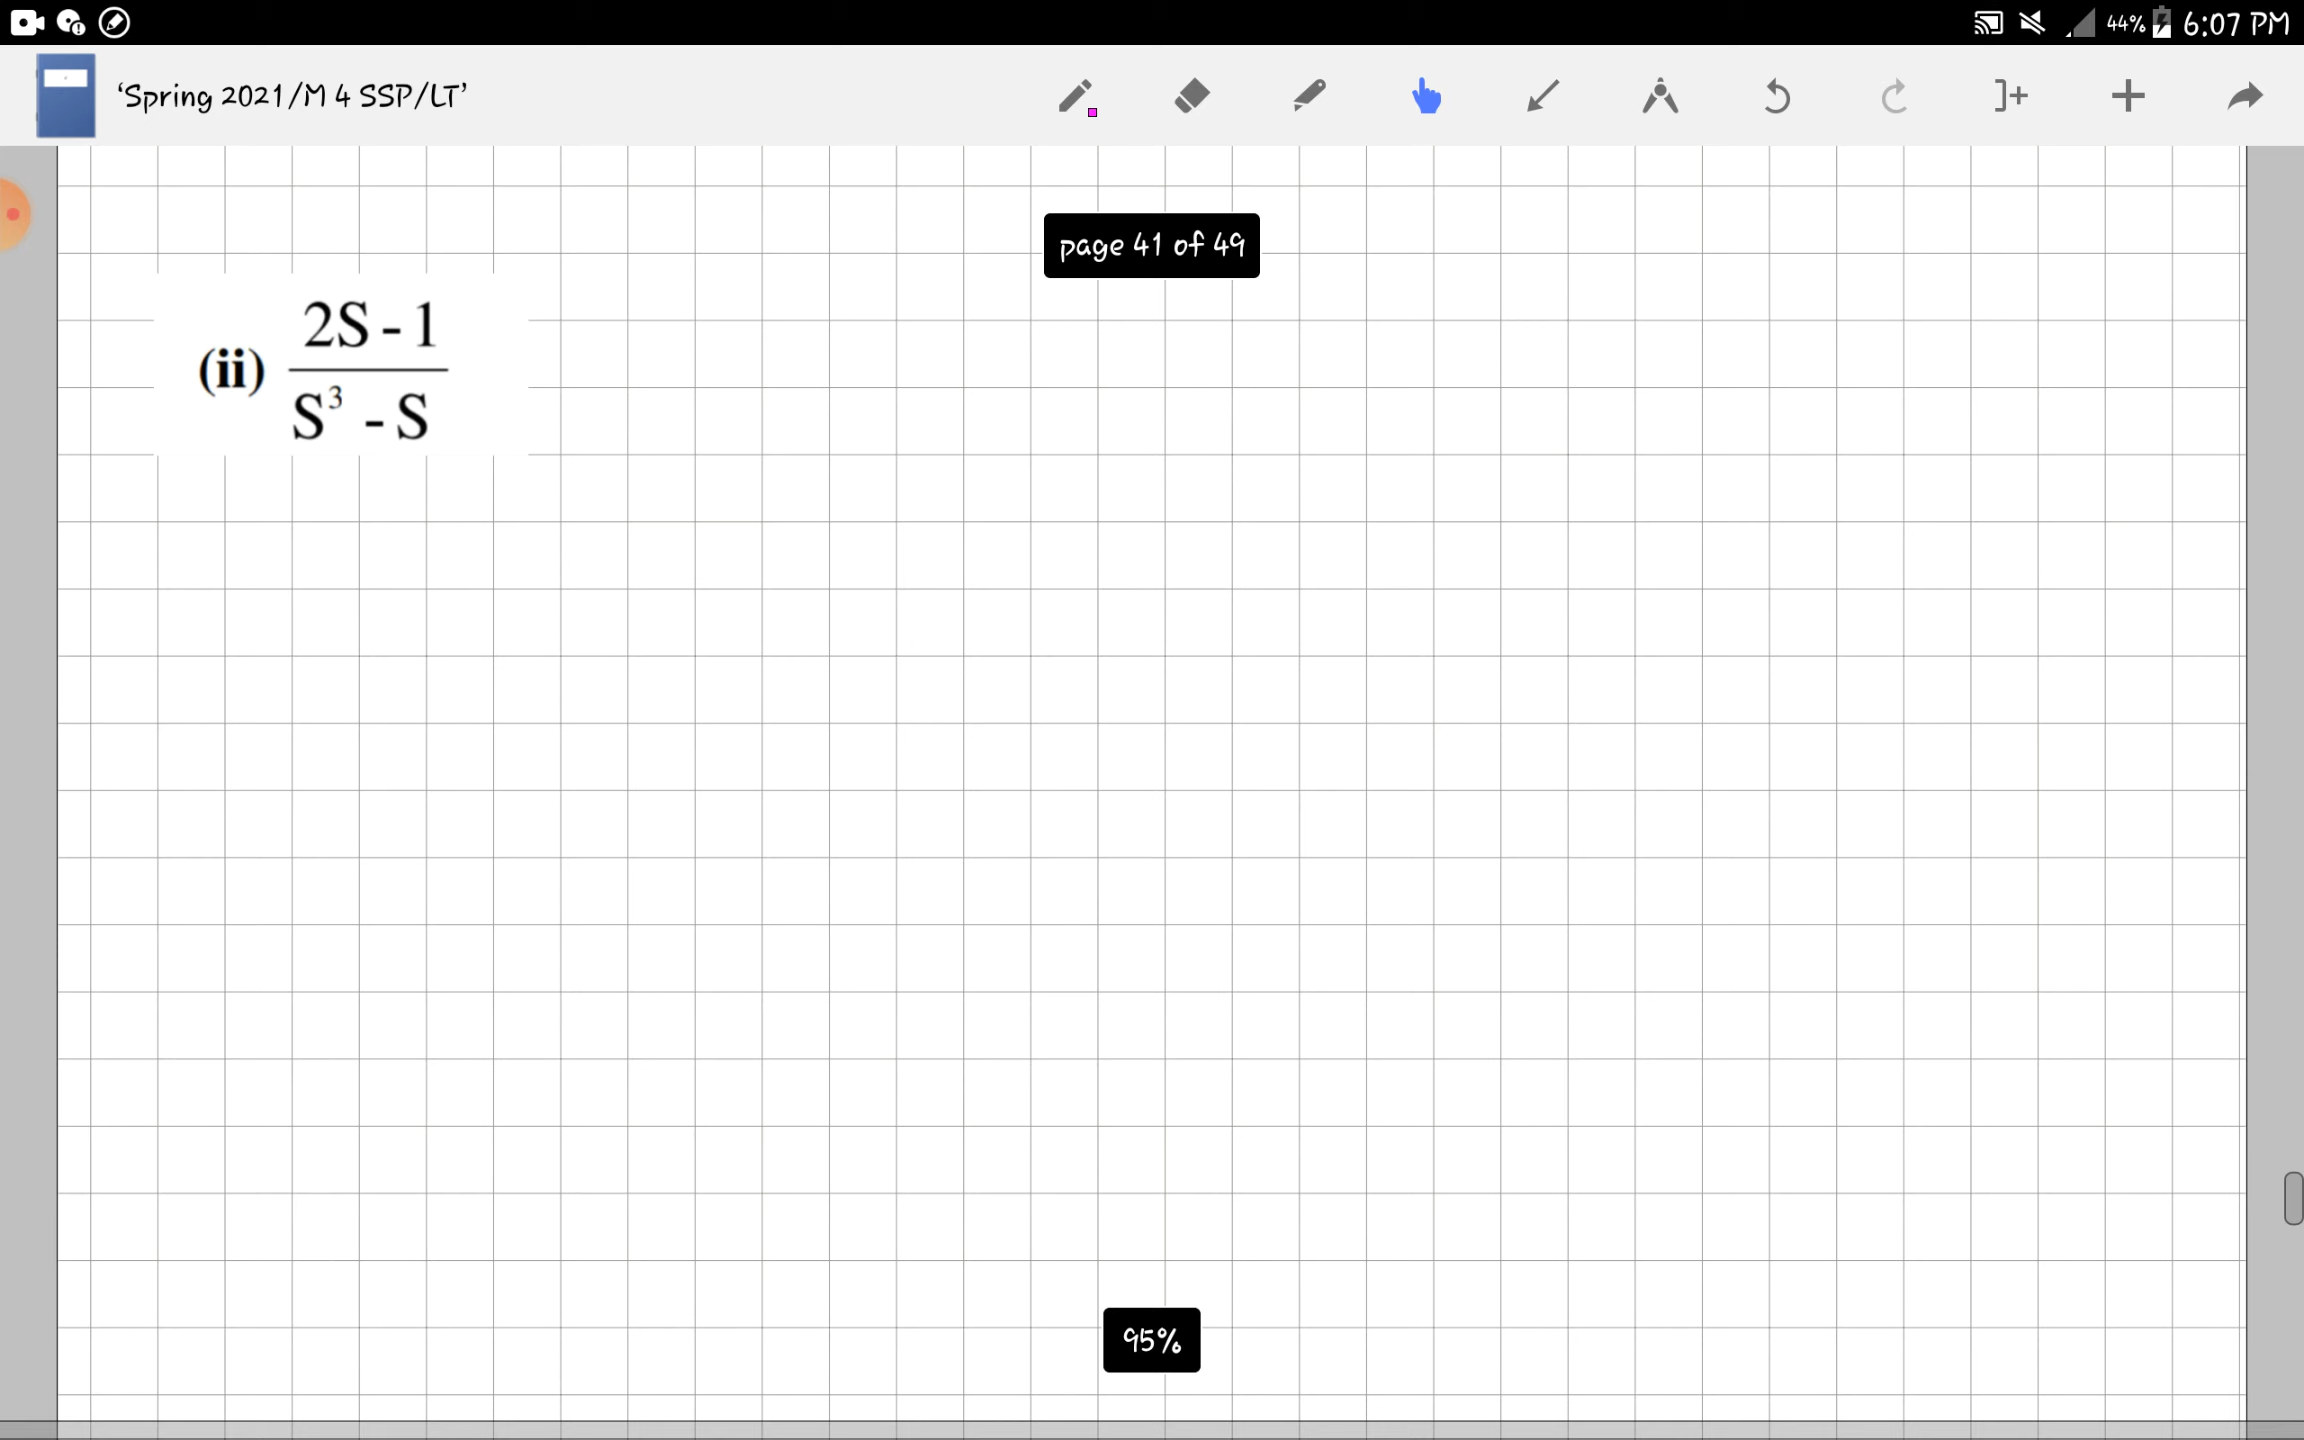 44% 6:07 PM
‘Spring 2021/M 4 SSP/LT’
page 41 of 49
(ii) 2S - 1
S³ - S
95%